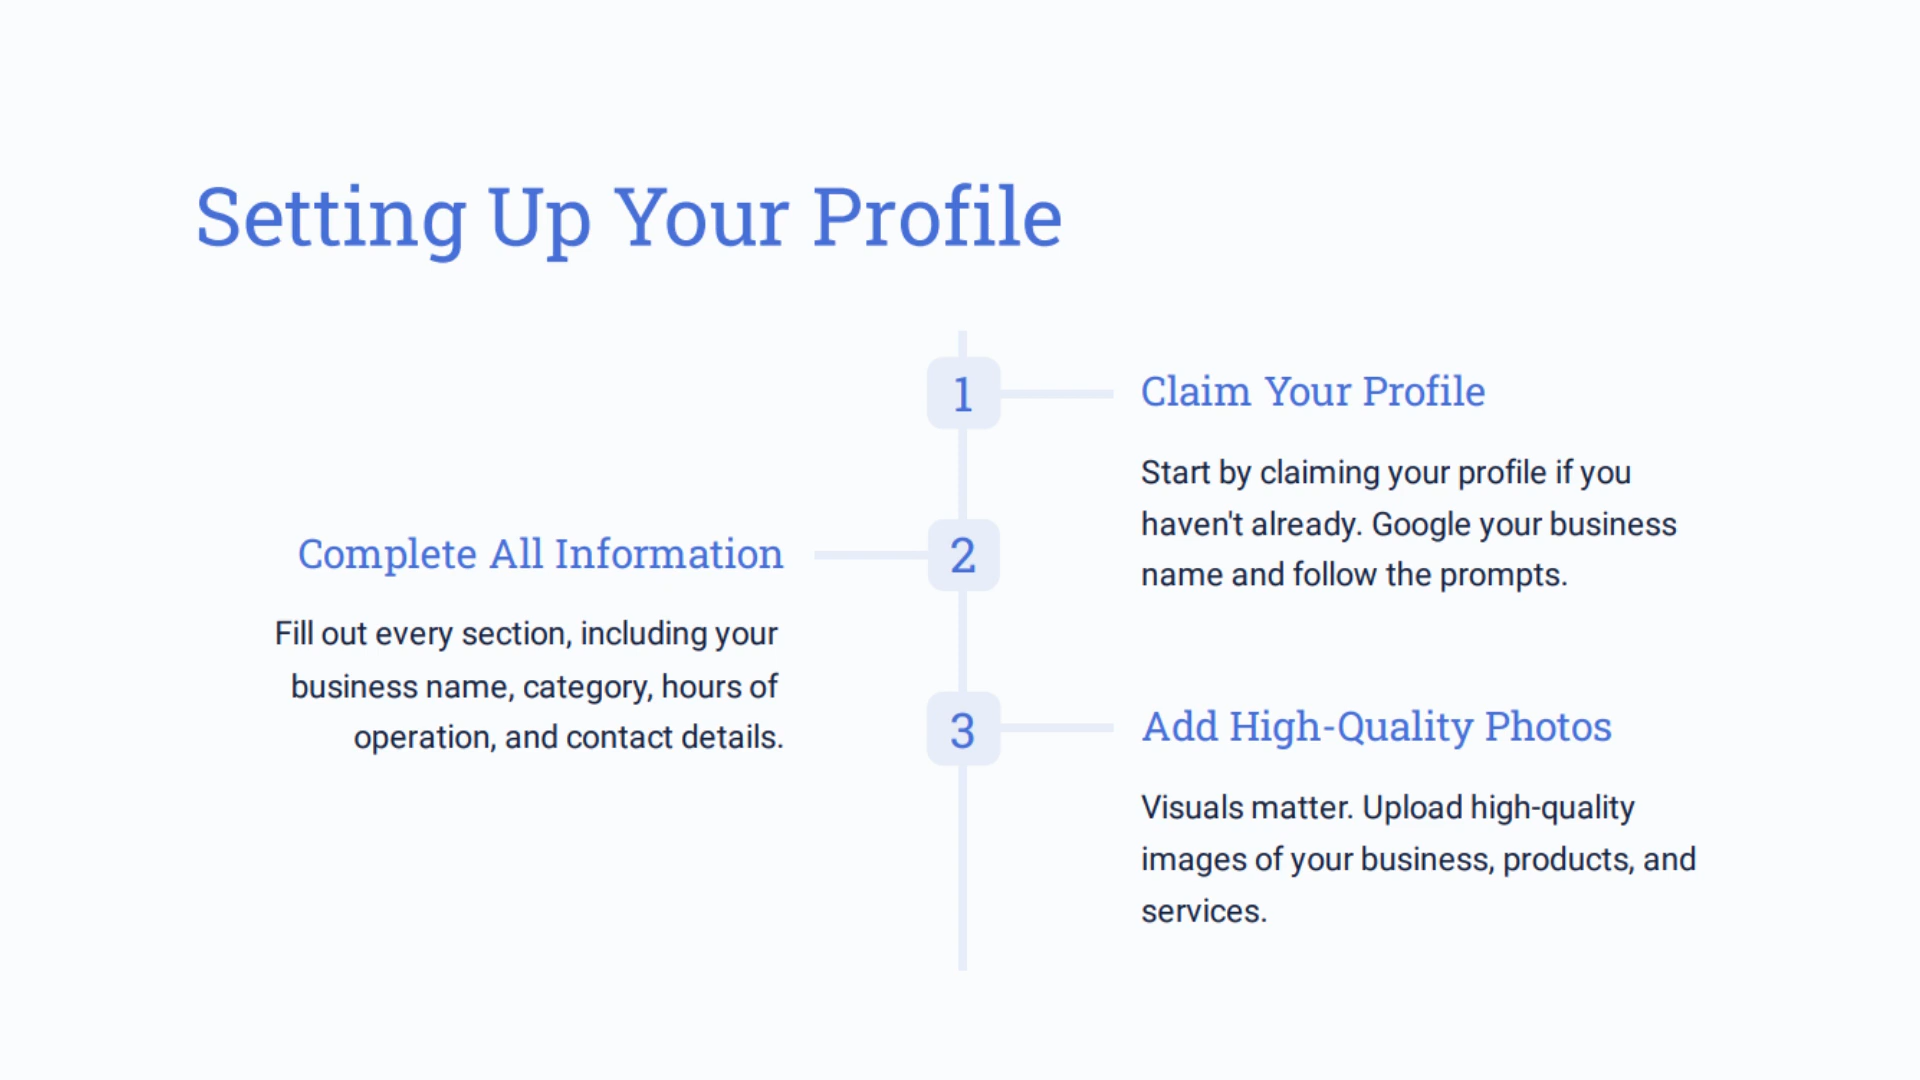 Setting Up Your Profile
1
Claim Your Profile
Start by claiming your profile if you
haven't already. Google your business
name and follow the prompts.
2
Complete All Information
Fill out every section, including your
business name, category, hours of
operation, and contact details.
3
Add High-Quality Photos
Visuals matter. Upload high-quality
images of your business, products, and
services.